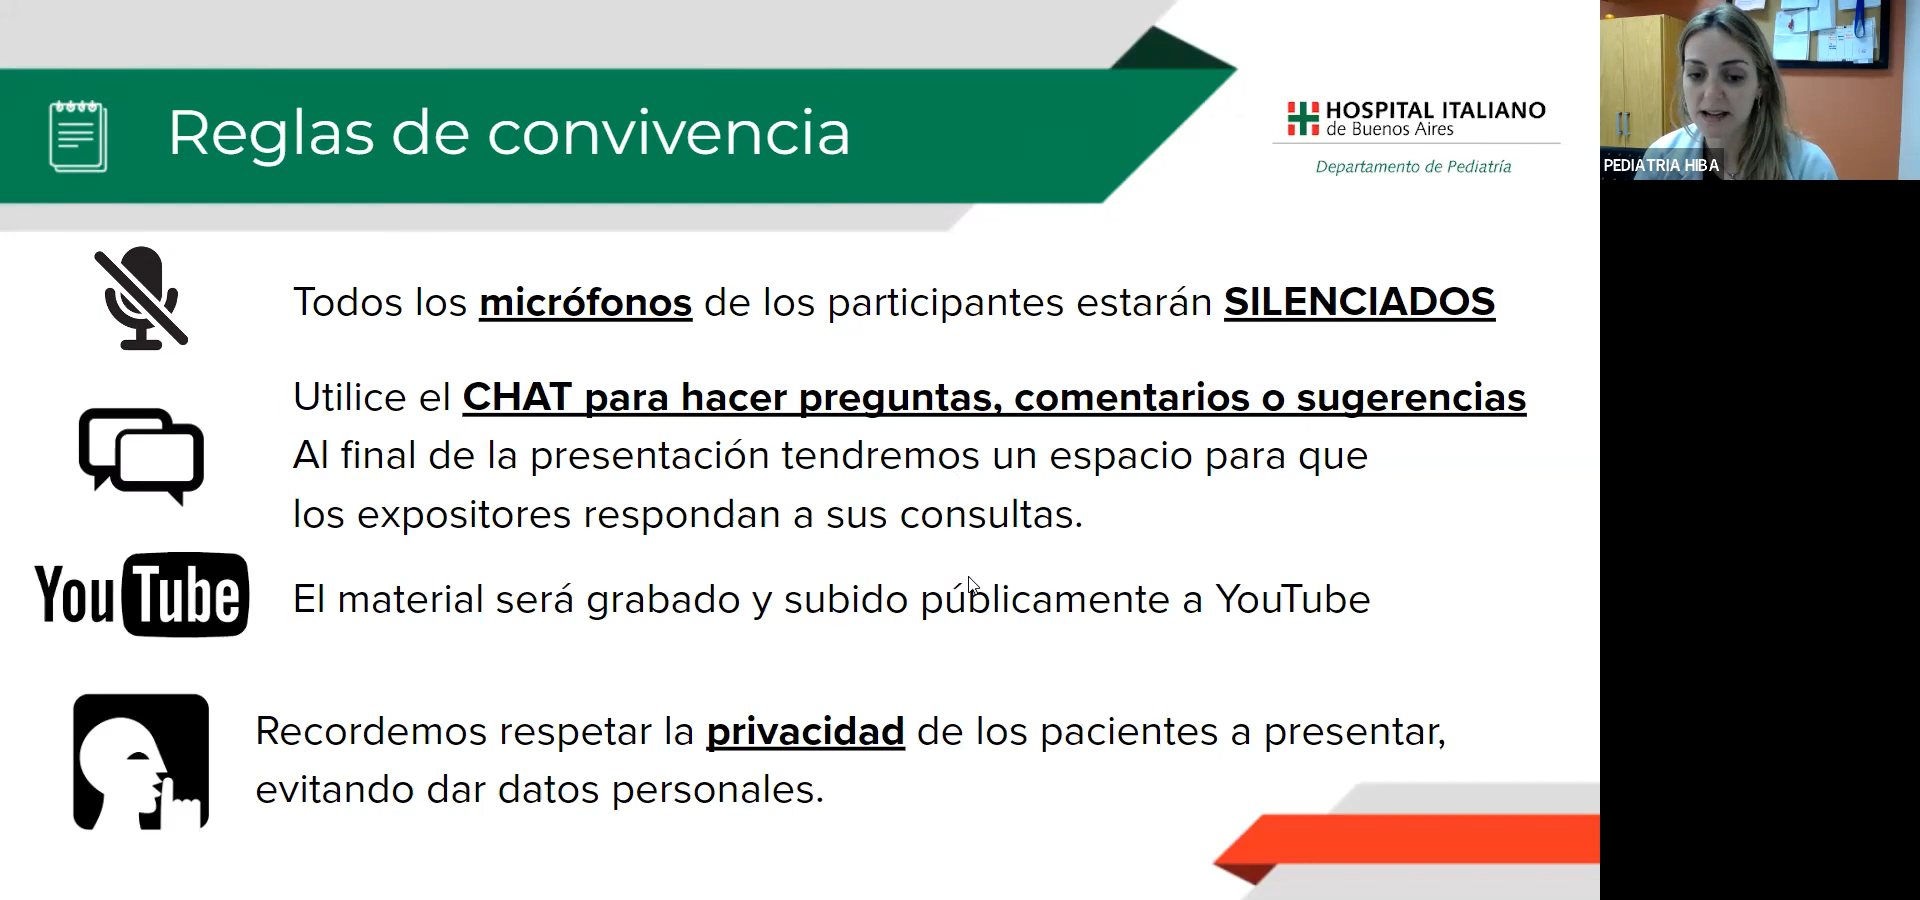 Reglas de convivencia
HOSPITAL ITALIANO
de Buenos Aires
Departamento de Pediatría
PEDIATRIA HIBA
Todos los micrófonos de los participantes estarán SILENCIADOS
Utilice el CHAT para hacer preguntas, comentarios o sugerencias
Al final de la presentación tendremos un espacio para que
los expositores respondan a sus consultas.
YouTube
El material será grabado y subido públicamente a YouTube
Recordemos respetar la privacidad de los pacientes a presentar,
evitando dar datos personales.